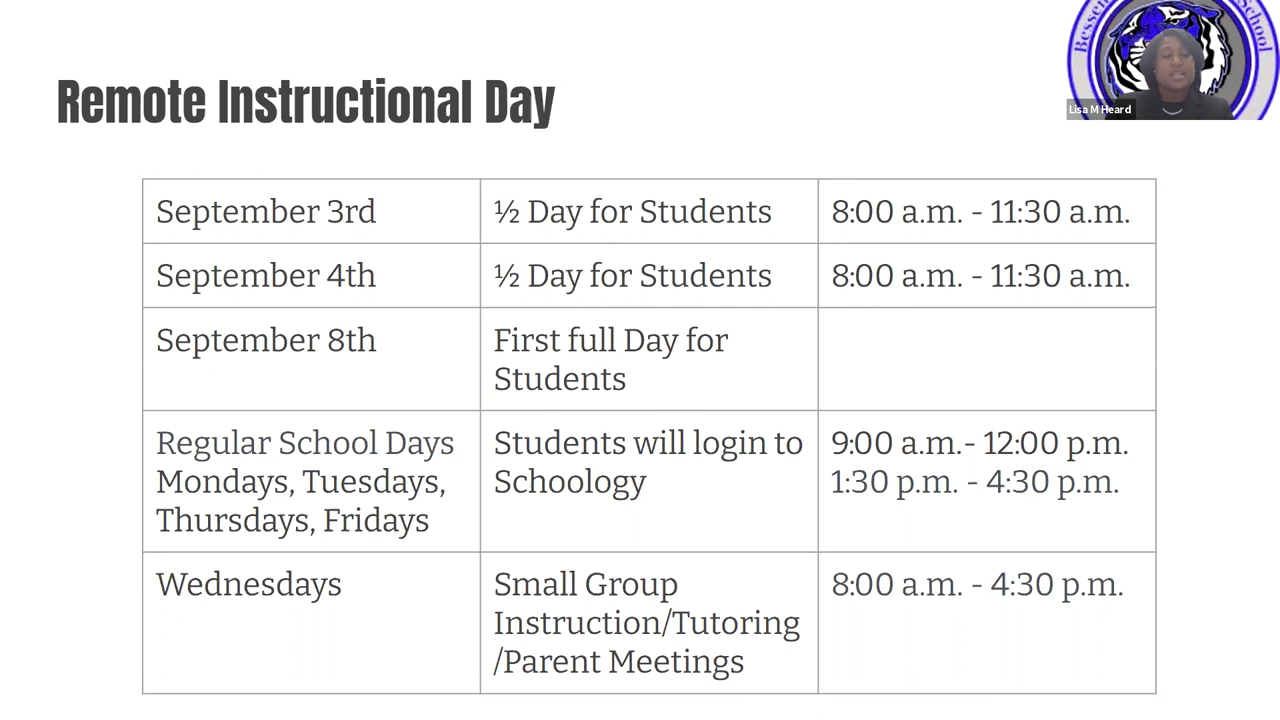 School
Remote Instructional Day
Lisa M Heard
September 3rd
½ Day for Students
8:00 a.m. - 11:30 a.m.
September 4th
½ Day for Students
8:00 a.m. - 11:30 a.m.
September 8th
First full Day for
Students
Regular School Days
Mondays, Tuesdays,
Thursdays, Fridays
Students will login to
Schoology
9:00 a.m.- 12:00 p.m.
1:30 p.m. - 4:30 p.m.
Wednesdays
Small Group
Instruction/Tutoring
/Parent Meetings
8:00 a.m. - 4:30 p.m.